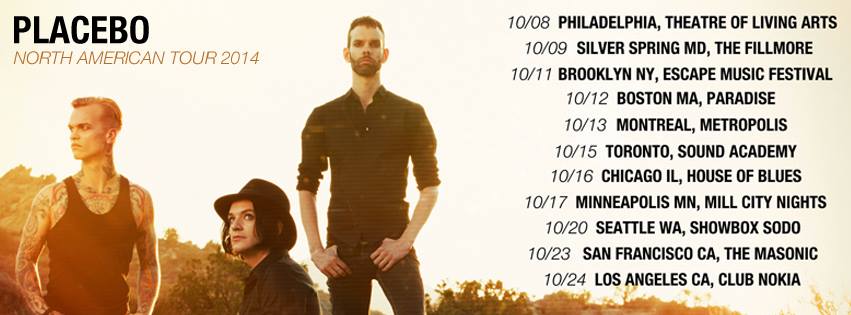 PLACEBO
NORTH AMERICAN TOUR 2014
10/08 PHILADELPHIA, THEATRE OF LIVING ARTS
10/09 SILVER SPRING MD, THE FILLMORE
10/11 BROOKLYN NY, ESCAPE MUSIC FESTIVAL
10/12 BOSTON MA, PARADISE
10/13 MONTREAL, METROPOLIS
10/15 TORONTO, SOUND ACADEMY
10/16 CHICAGO IL, HOUSE OF BLUES
10/17 MINNEAPOLIS MN, MILL CITY NIGHTS
10/20 SEATTLE WA, SHOWBOX SODO
10/23 SAN FRANCISCO CA, THE MASONIC
10/24 LOS ANGELES CA, CLUB NOKIA